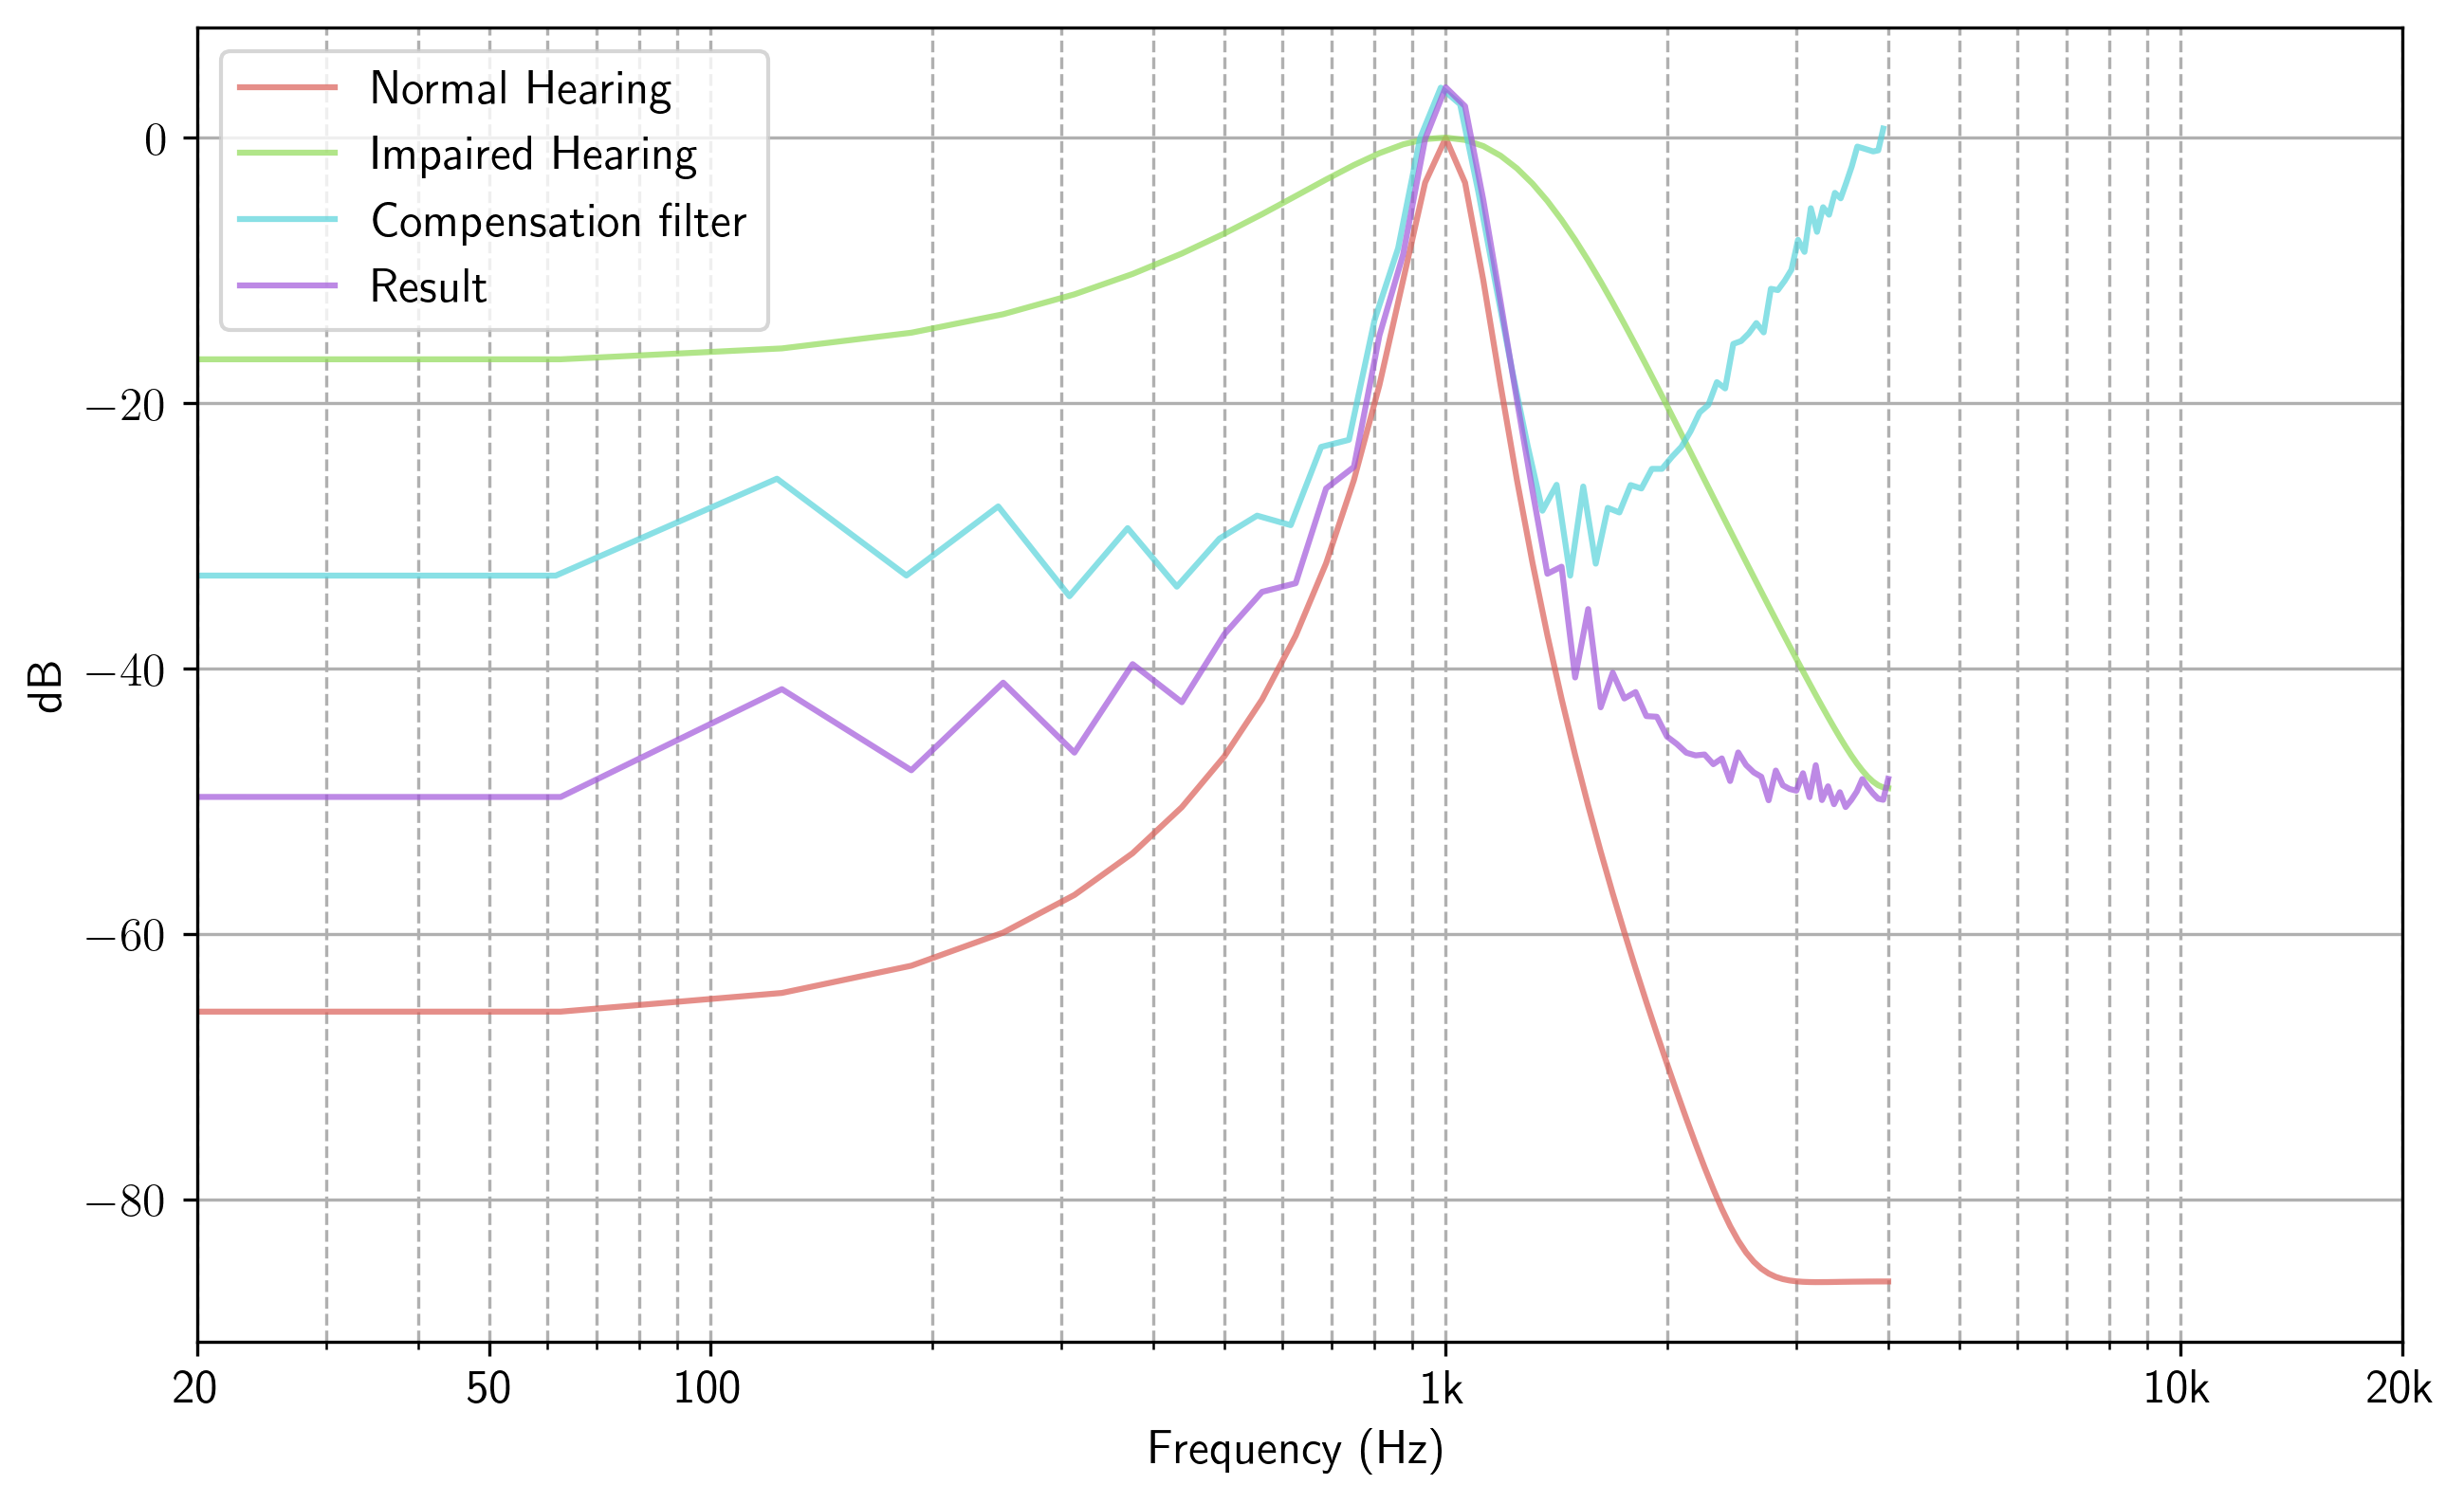 Normal Hearing
Impaired Hearing
Compensation filter
Result
0
−20
−40
−60
−80
dB
20 50 100 1k 10k 20k
Frequency (Hz)